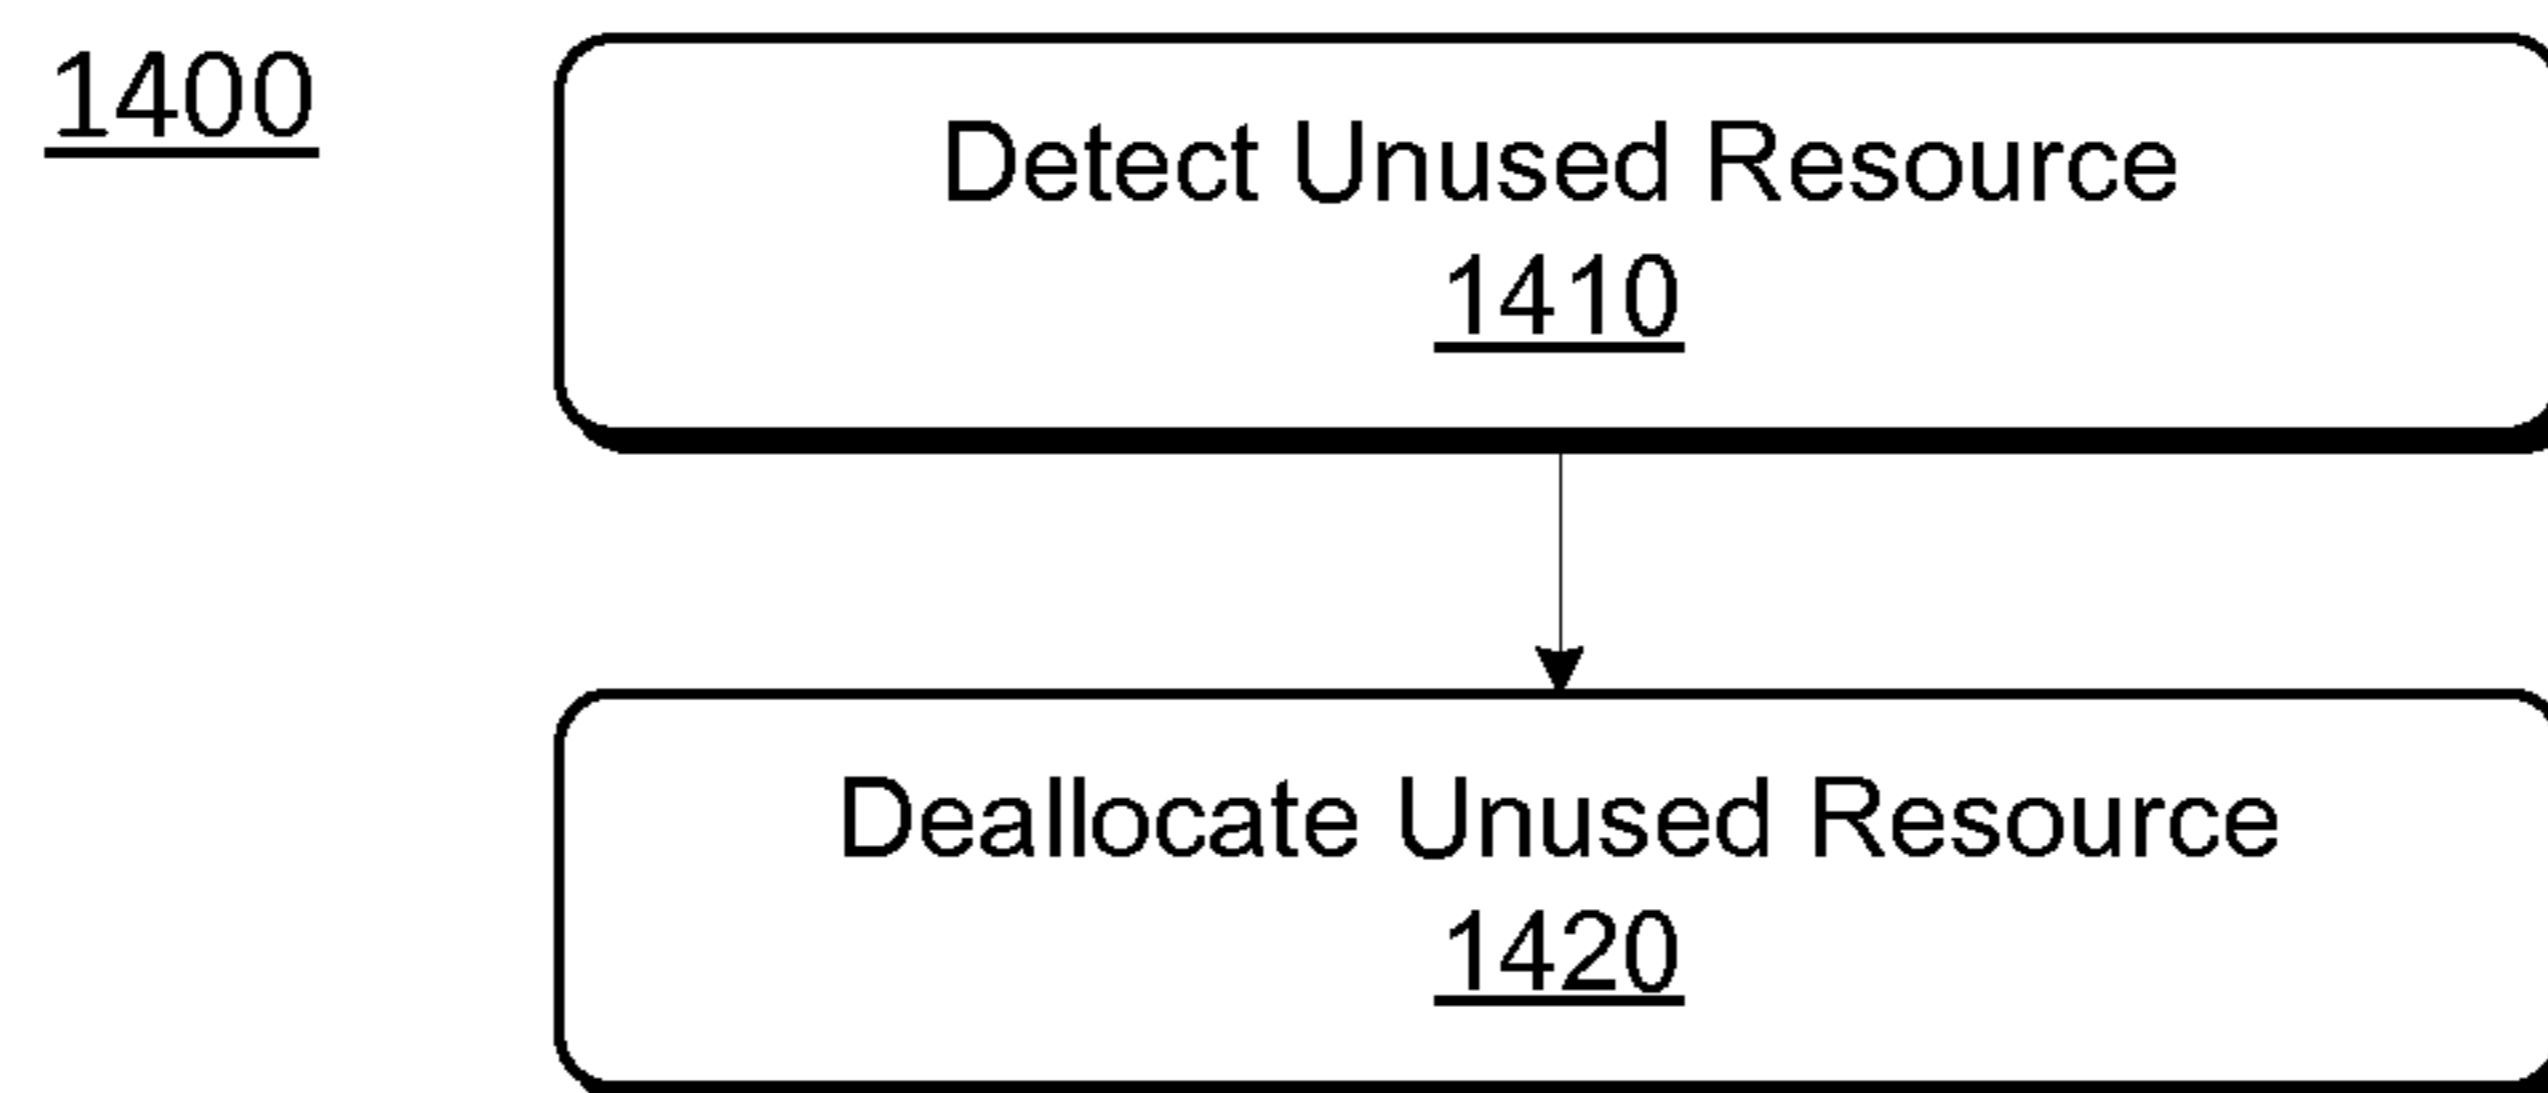 1400
Detect Unused Resource
1410
Deallocate Unused Resource
1420